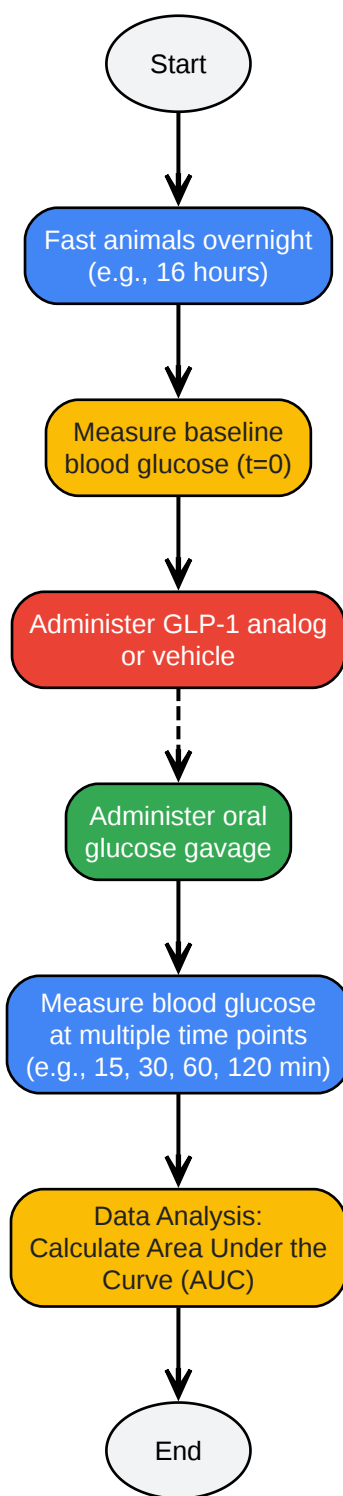 Start
Fast animals overnight
(e.g., 16 hours)
Measure baseline
blood glucose (t=0)
Administer GLP-1 analog
or vehicle
Administer oral
glucose gavage
Measure blood glucose
at multiple time points
(e.g., 15, 30, 60, 120 min)
Data Analysis:
Calculate Area Under the
Curve (AUC)
End